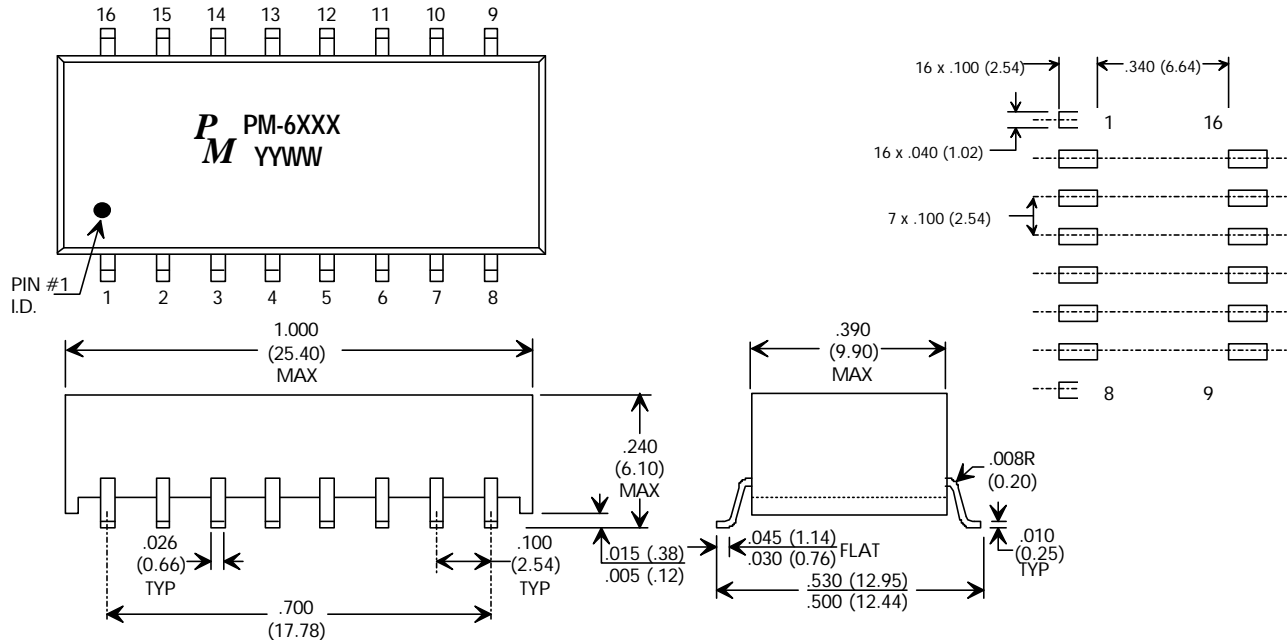 16 15 14 13 12 11 10 9
P
M
PM-6XXX
YYWW
PIN #1
I.D.
1 2 3 4 5 6 7 8
16 x .100 (2.54)
.340 (6.64)
1 16
16 x .040 (1.02)
7 x .100 (2.54)
8 9
1.000
(25.40)
MAX
.240
(6.10)
MAX
.026
(0.66)
TYP
.100
(2.54)
TYP
.015 (.38)
.005 (.12)
.700
(17.78)
.390
(9.90)
MAX
.008R
(0.20)
.045 (1.14)
.030 (0.76)
FLAT
.010
(0.25)
TYP
.530 (12.95)
.500 (12.44)